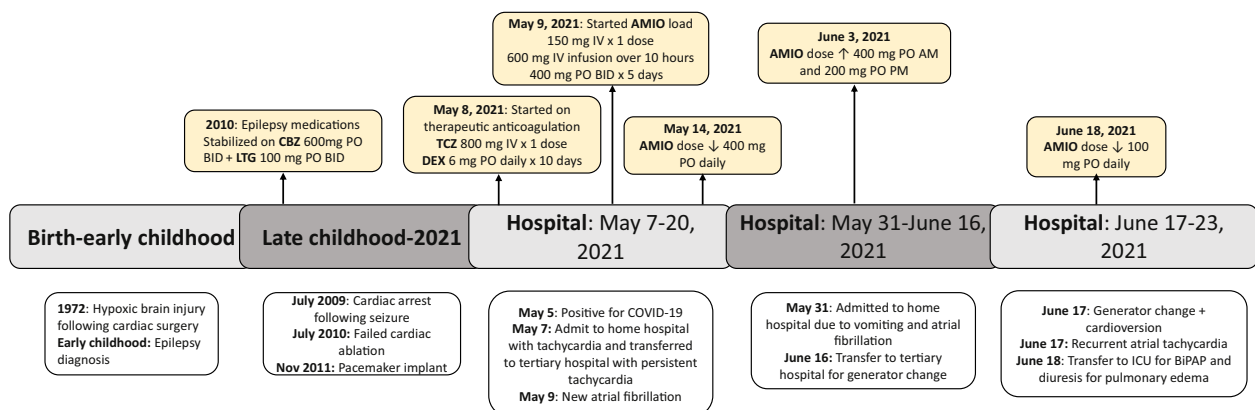 May 9, 2021: Started AMIO load
150 mg IV x 1 dose
600 mg IV infusion over 10 hours
400 mg PO BID x 5 days
June 3, 2021
AMIO dose ↑ 400 mg PO AM
and 200 mg PO PM
2010: Epilepsy medications
Stabilized on CBZ 600mg PO
BID + LTG 100 mg PO BID
May 8, 2021: Started on
therapeutic anticoagulation
TCZ 800 mg IV x 1 dose
DEX 6 mg PO daily x 10 days
May 14, 2021
AMIO dose ↓ 400 mg
PO daily
June 18, 2021
AMIO dose ↓ 100
mg PO daily
Birth-early childhood
Late childhood-2021
Hospital: May 7-20,
2021
Hospital: May 31-June 16,
2021
Hospital: June 17-23,
2021
1972: Hypoxic brain injury
following cardiac surgery
Early childhood: Epilepsy
diagnosis
July 2009: Cardiac arrest
following seizure
July 2010: Failed cardiac
ablation
Nov 2011: Pacemaker implant
May 5: Positive for COVID-19
May 7: Admit to home hospital
with tachycardia and transferred
to tertiary hospital with persistent
tachycardia
May 9: New atrial fibrillation
May 31: Admitted to home
hospital due to vomiting and atrial
fibrillation
June 16: Transfer to tertiary
hospital for generator change
June 17: Generator change +
cardioversion
June 17: Recurrent atrial tachycardia
June 18: Transfer to ICU for BiPAP and
diuresis for pulmonary edema